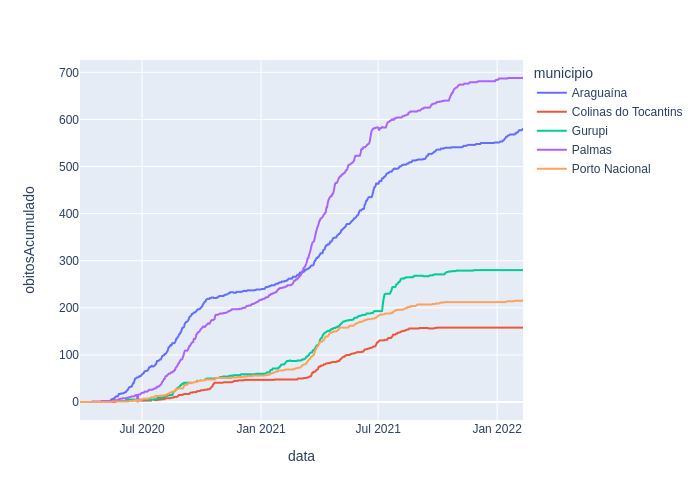 municipio
Araguaína
Colinas do Tocantins
Gurupi
Palmas
Porto Nacional
obitosAcumulado
700
600
500
400
300
200
100
0
Jul 2020
Jan 2021
Jul 2021
Jan 2022
data